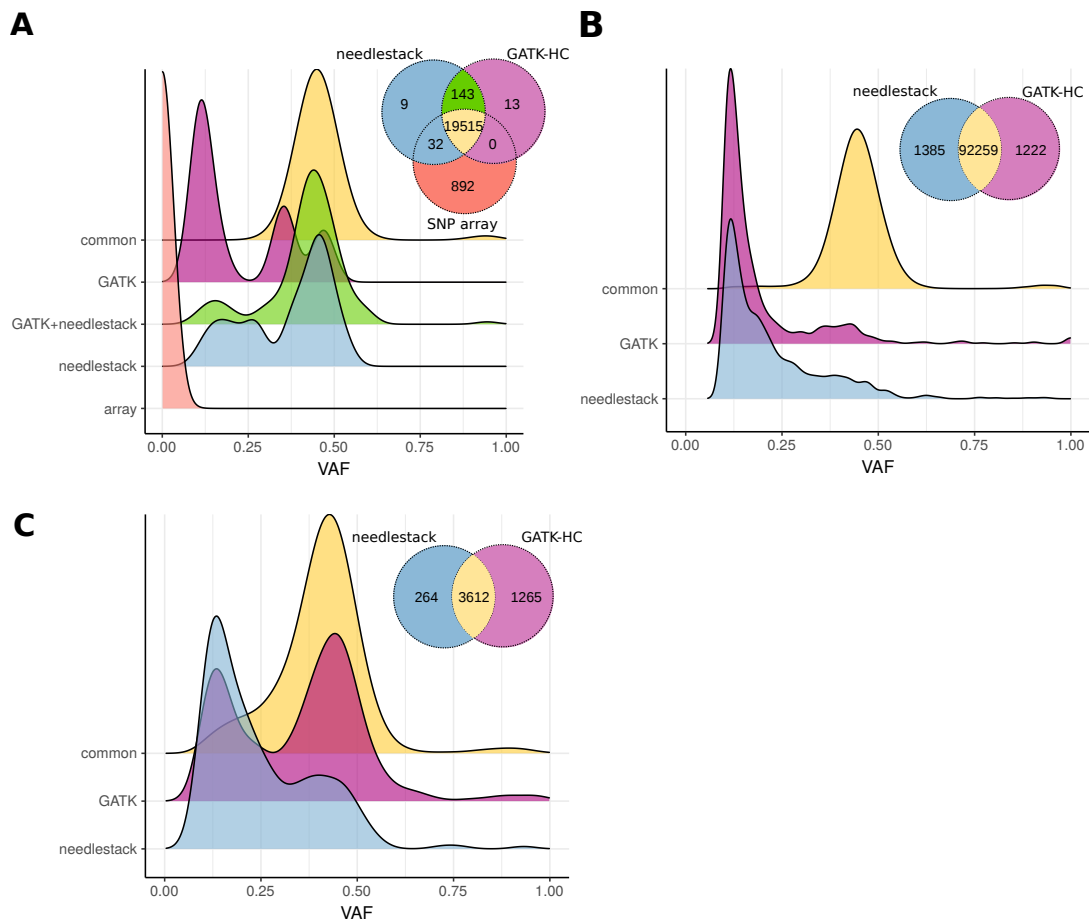 A
needlestack
GATK-HC
9
143
13
19515
32
0
892
SNP array
common
GATK
GATK+needlestack
needlestack
array
0.00
0.25
0.50
0.75
1.00
VAF
B
needlestack
GATK-HC
1385
92259
1222
common
GATK
needlestack
0.00
0.25
0.50
0.75
1.00
VAF
C
needlestack
GATK-HC
264
3612
1265
common
GATK
needlestack
0.00
0.25
0.50
0.75
1.00
VAF